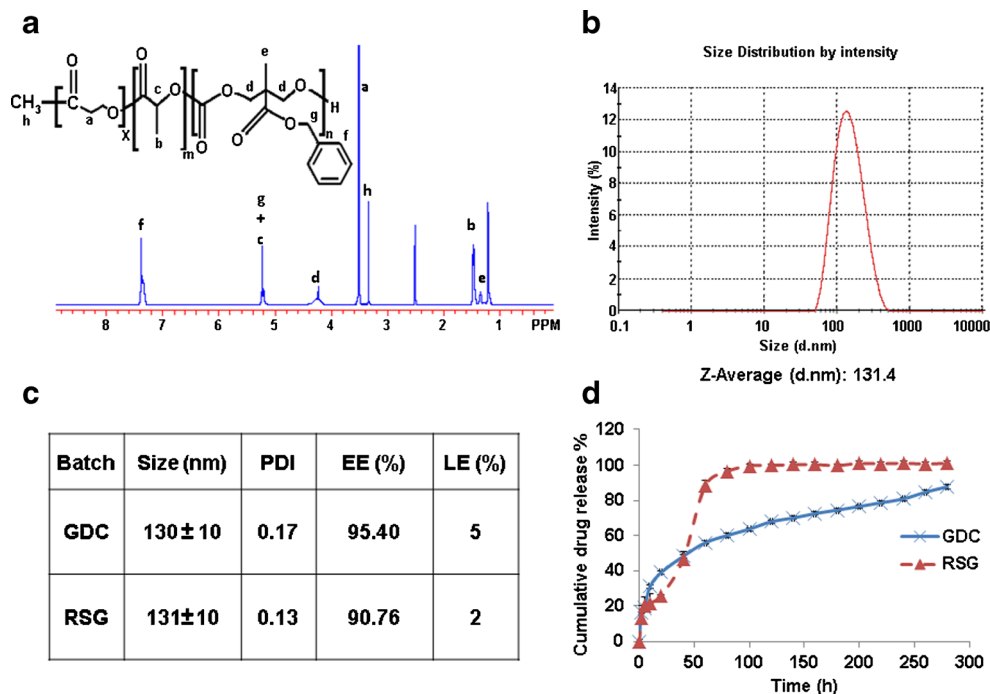 a
O
O
e
CH₃
O
c
O
O
d
d
O
H
h
a
X
b
m
O
O
g
n
f
O
a
h
f
g
+
c
d
b
e
8 7 6 5 4 3 2 1 PPM
b
Size Distribution by intensity
Intensity (%)
14
12
10
8
6
4
2
0
0.1 1 10 100 1000 10000
Size (d.nm)
Z-Average (d.nm): 131.4
c
Batch Size (nm) PDI EE (%) LE (%)
GDC 130±10 0.17 95.40 5
RSG 131±10 0.13 90.76 2
d
Cumulative drug release %
120
100
80
60
40
20
0
GDC
RSG
0 50 100 150 200 250 300
Time (h)